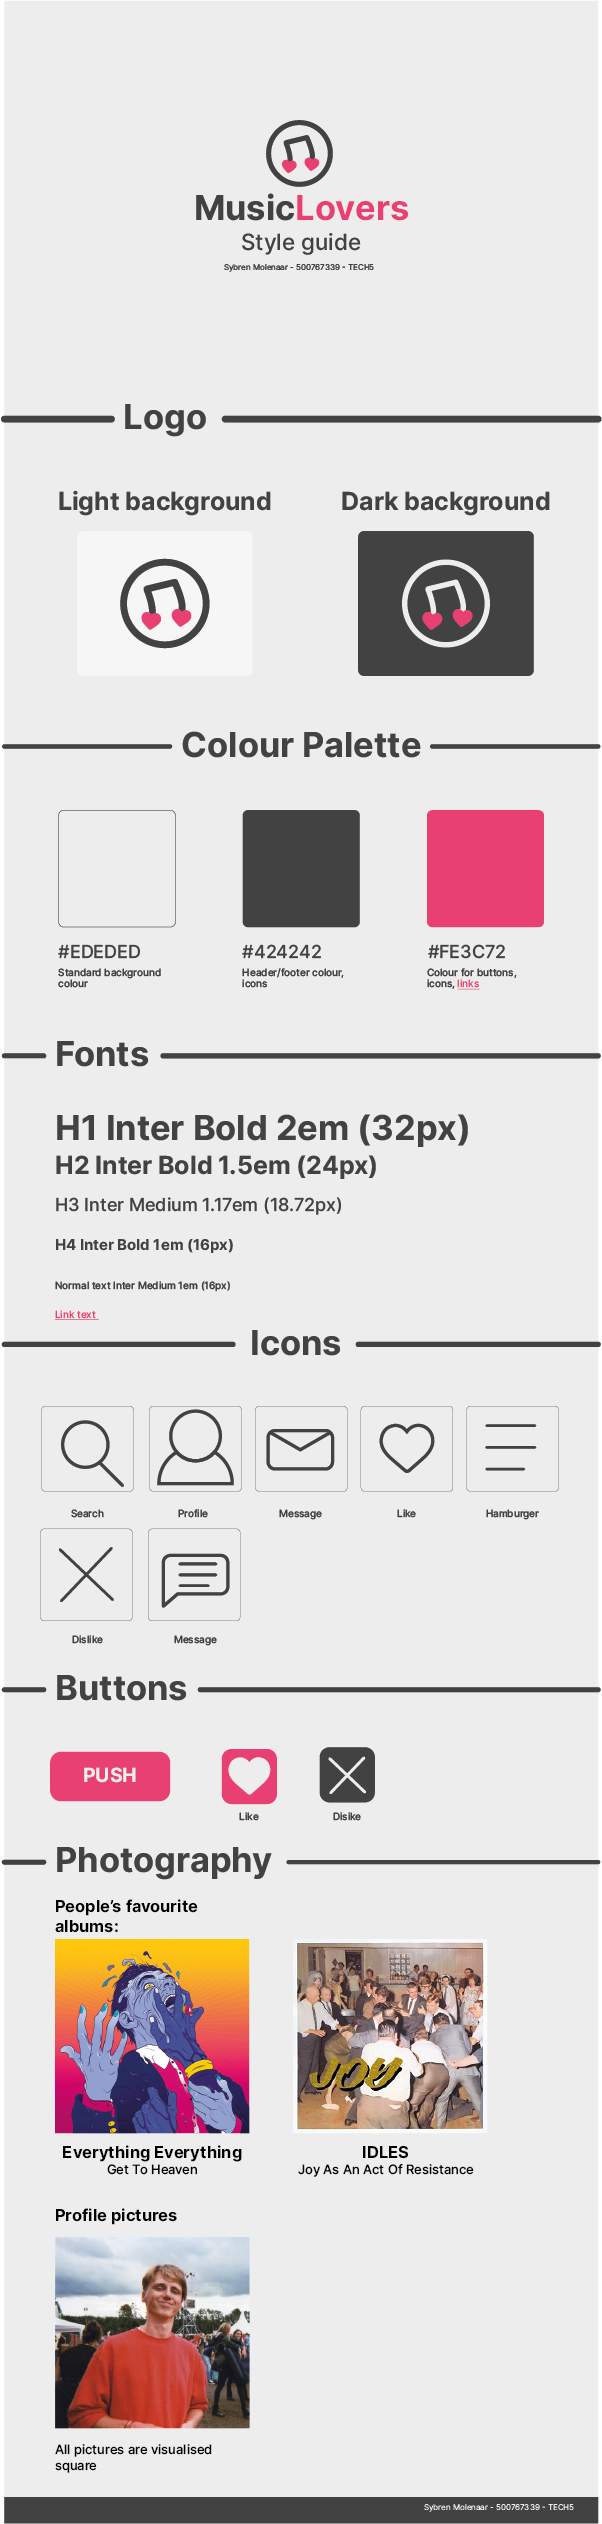 MusicLovers
Style guide
Sybren Molenaar - 500767339 - TECH5
Logo
Light background
Dark background
Colour Palette
#EDEDED
Standard background
colour
#424242
Header/footer colour,
icons
#FE3C72
Colour for buttons,
icons, links
Fonts
H1 Inter Bold 2em (32px)
H2 Inter Bold 1.5em (24px)
H3 Inter Medium 1.17em (18.72px)
H4 Inter Bold 1em (16px)
Normal text Inter Medium 1em (16px)
Link text
Icons
Search
Profile
Message
Like
Hamburger
Dislike
Message
Buttons
PUSH
Like
Disike
Photography
People's favourite
albums:
JOY
Everything Everything
Get To Heaven
IDLES
Joy As An Act Of Resistance
Profile pictures
All pictures are visualised
square
Sybren Molenaar - 500767339 - TECH5